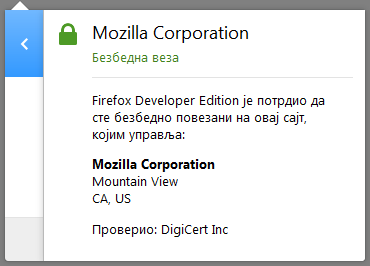 Mozilla Corporation
Безбедна веза
Firefox Developer Edition је потрдио да
сте безбедно повезани на овај сајт,
којим управља:
Mozilla Corporation
Mountain View
CA, US
Проверио: DigiCert Inc